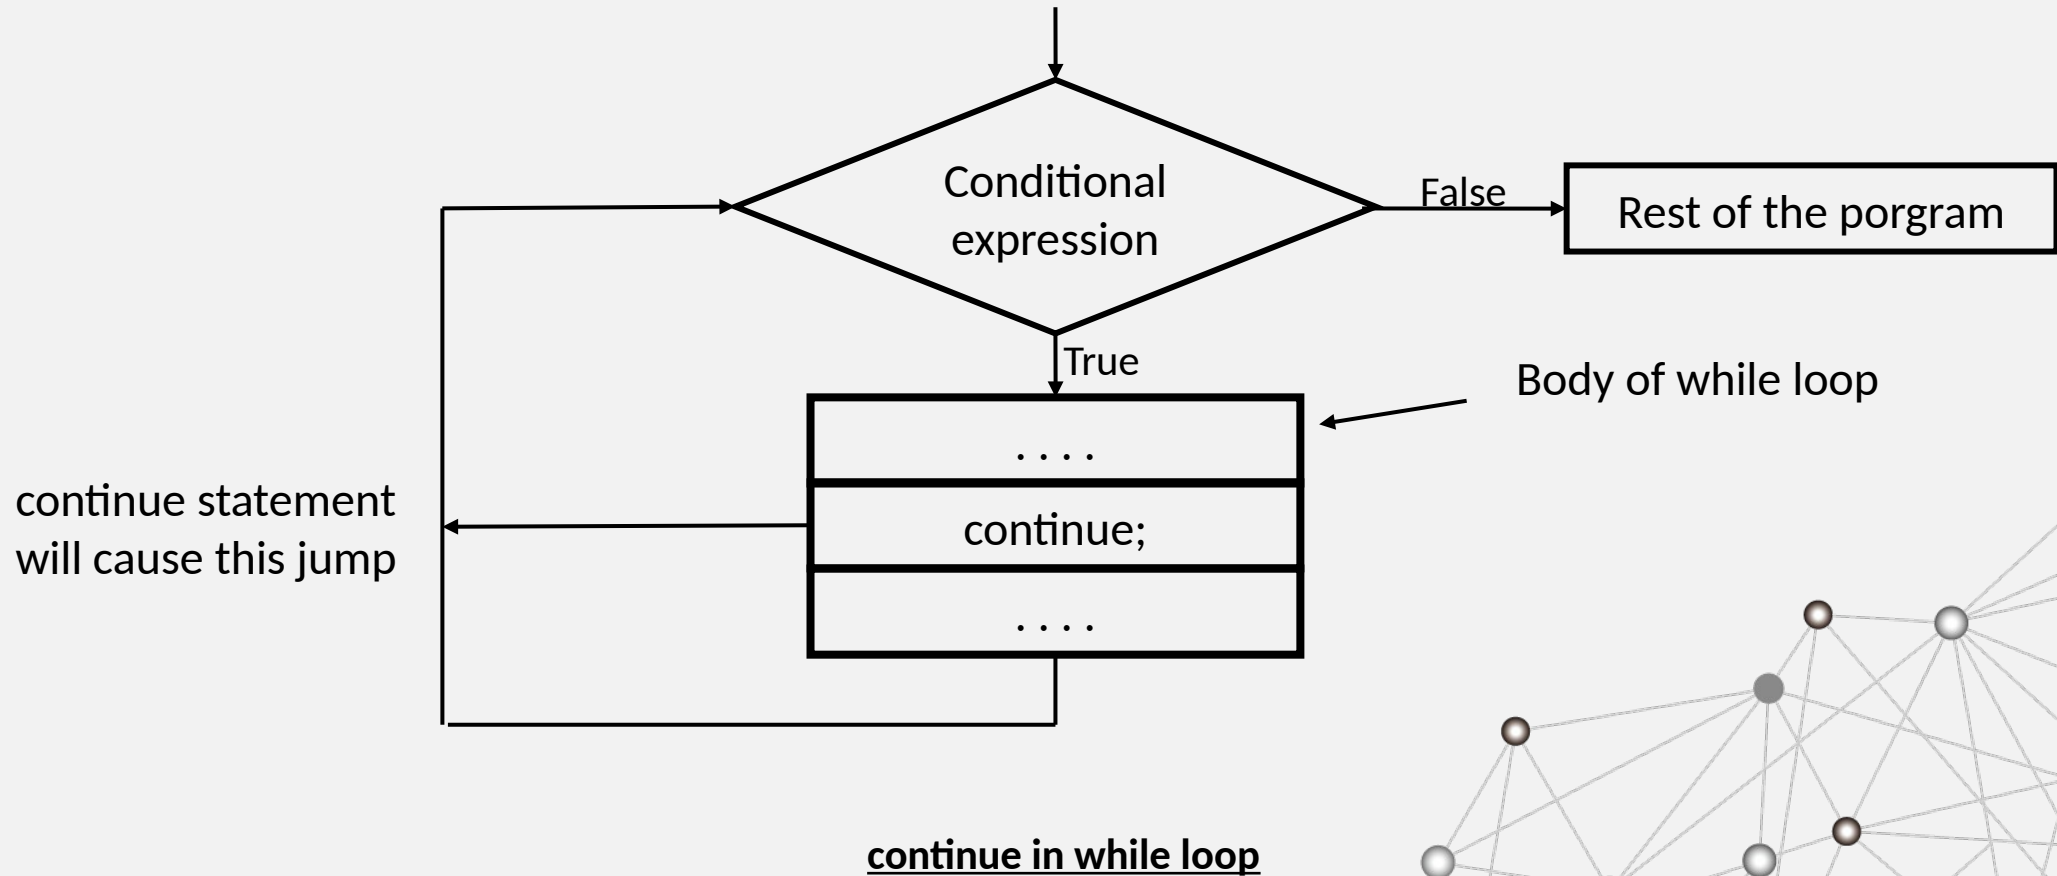 Conditional
expression
False
Rest of the porgram
True
Body of while loop
. . . .
continue statement
will cause this jump
continue;
. . . .
continue in while loop